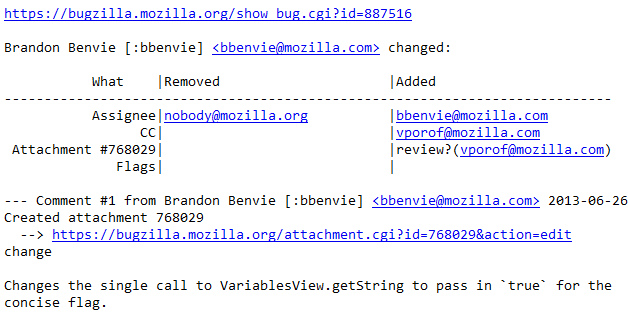 https://bugzilla.mozilla.org/show_bug.cgi?id=887516
Brandon Benvie [:bbenvie] <bbenvie@mozilla.com> changed:
What |Removed |Added
----------------------------------------------------------------------------
Assignee|nobody@mozilla.org |bbenvie@mozilla.com
CC| |vporof@mozilla.com
Attachment #768029| |review?(vporof@mozilla.com)
Flags| |
--- Comment #1 from Brandon Benvie [:bbenvie] <bbenvie@mozilla.com> 2013-06-26
Created attachment 768029
--> https://bugzilla.mozilla.org/attachment.cgi?id=768029&action=edit
change
Changes the single call to VariablesView.getString to pass in `true` for the
concise flag.